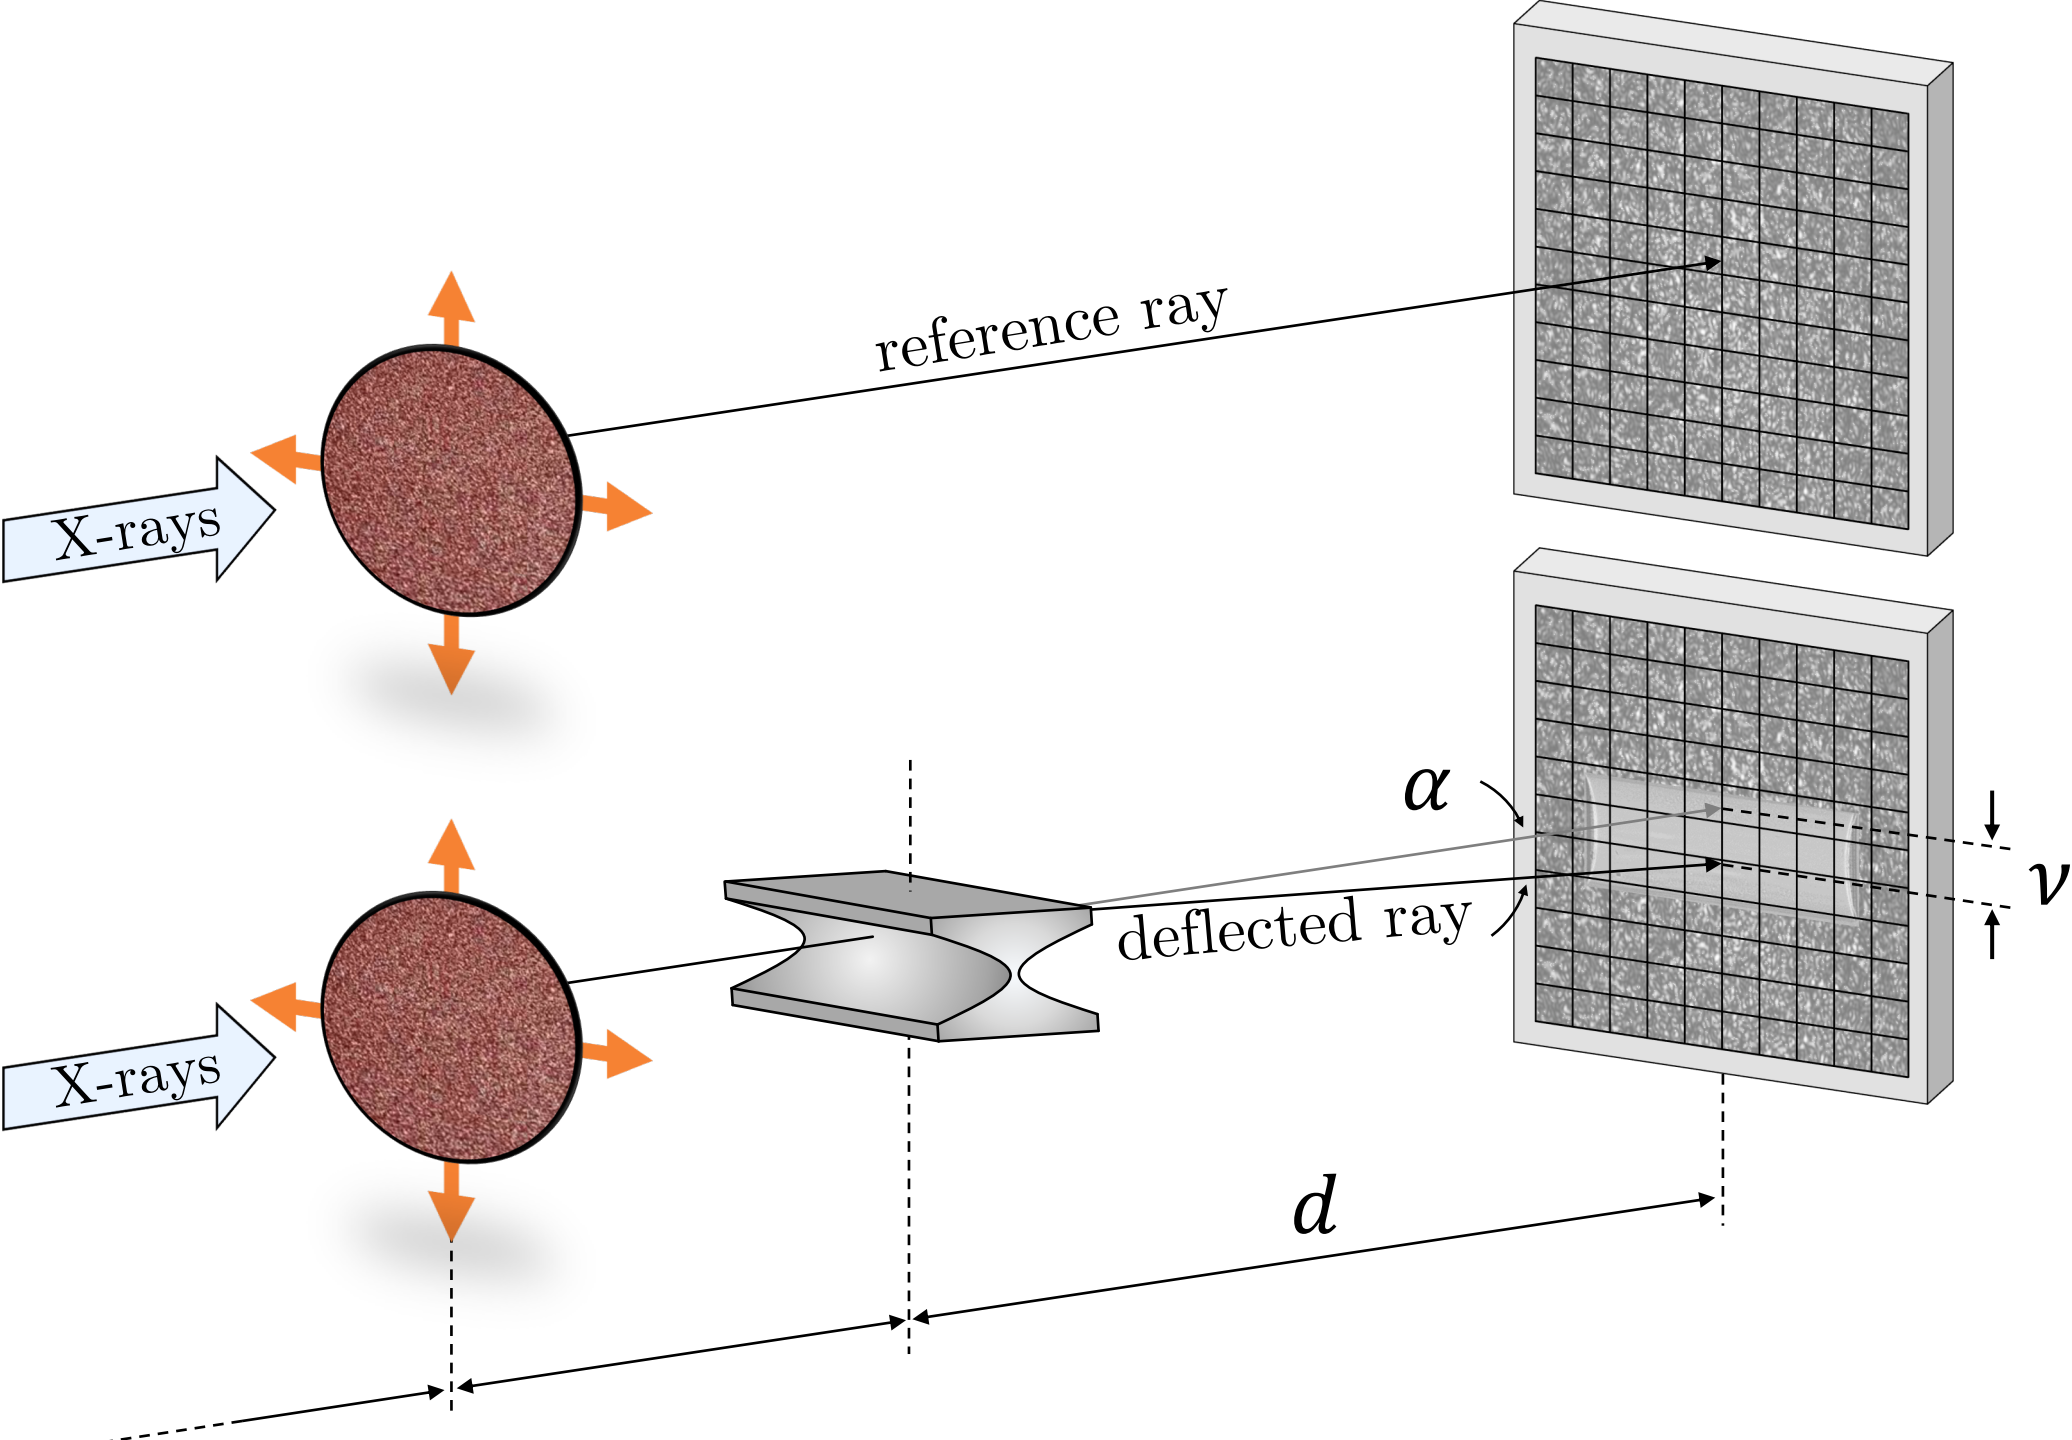 reference ray
X-rays
α
deflected ray
ν
X-rays
d